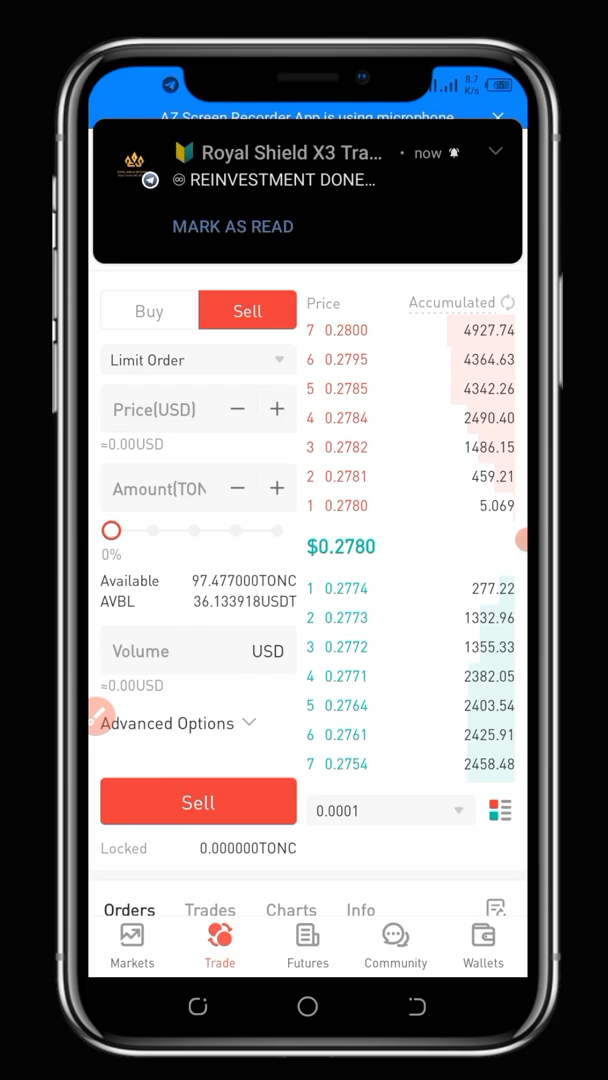 8.7
K/s
AZ Screen Recorder App is using microphone
Royal Shield X3 Tra... • now
REINVESTMENT DONE...
MARK AS READ
Buy
Sell
Price
Accumulated
7 0.2800 4927.74
6 0.2795 4364.63
5 0.2785 4342.26
4 0.2784 2490.40
3 0.2782 1486.15
2 0.2781 459.21
1 0.2780 5.069
$0.2780
1 0.2774 277.22
2 0.2773 1332.96
3 0.2772 1355.33
4 0.2771 2382.05
5 0.2764 2403.54
6 0.2761 2425.91
7 0.2754 2458.48
0.0001
Limit Order
Price(USD) − +
≈0.00USD
Amount(TON − +
0%
Available 97.477000TONC
AVBL 36.133918USDT
Volume USD
≈0.00USD
Advanced Options
Sell
Locked 0.000000TONC
Orders Trades Charts Info
Markets Trade Futures Community Wallets